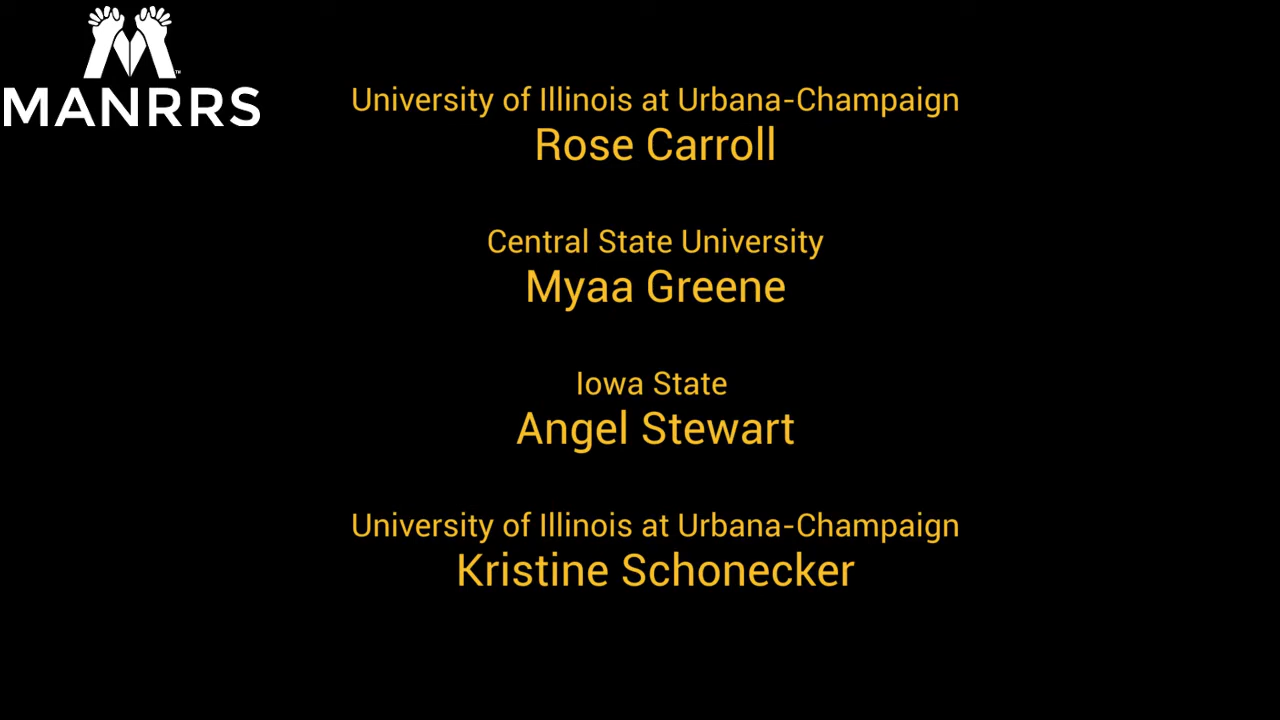 MANRRS
University of Illinois at Urbana-Champaign
Rose Carroll
Central State University
Myaa Greene
Iowa State
Angel Stewart
University of Illinois at Urbana-Champaign
Kristine Schonecker